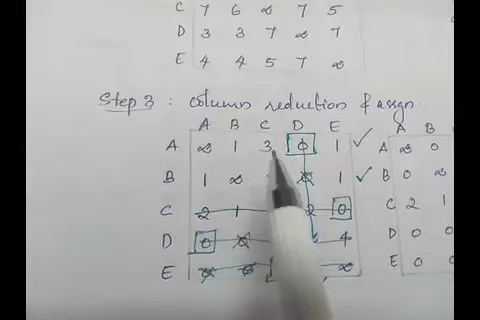 C 7 6 ∞ 7 5
D 3 3 7 ∞ 7
E 4 4 5 7 ∞
Step 3 : column reduction & assgn.
A B C D E
A ∞ 1 3 0 1 ✓
B 1 ∞ 0 1 ✓
C 2 1 2 0
D 0 0 4
E 0 0 ∞
A B
A ∞ 0
B 0 ∞
C 2 1
D 0 0
E 0 0